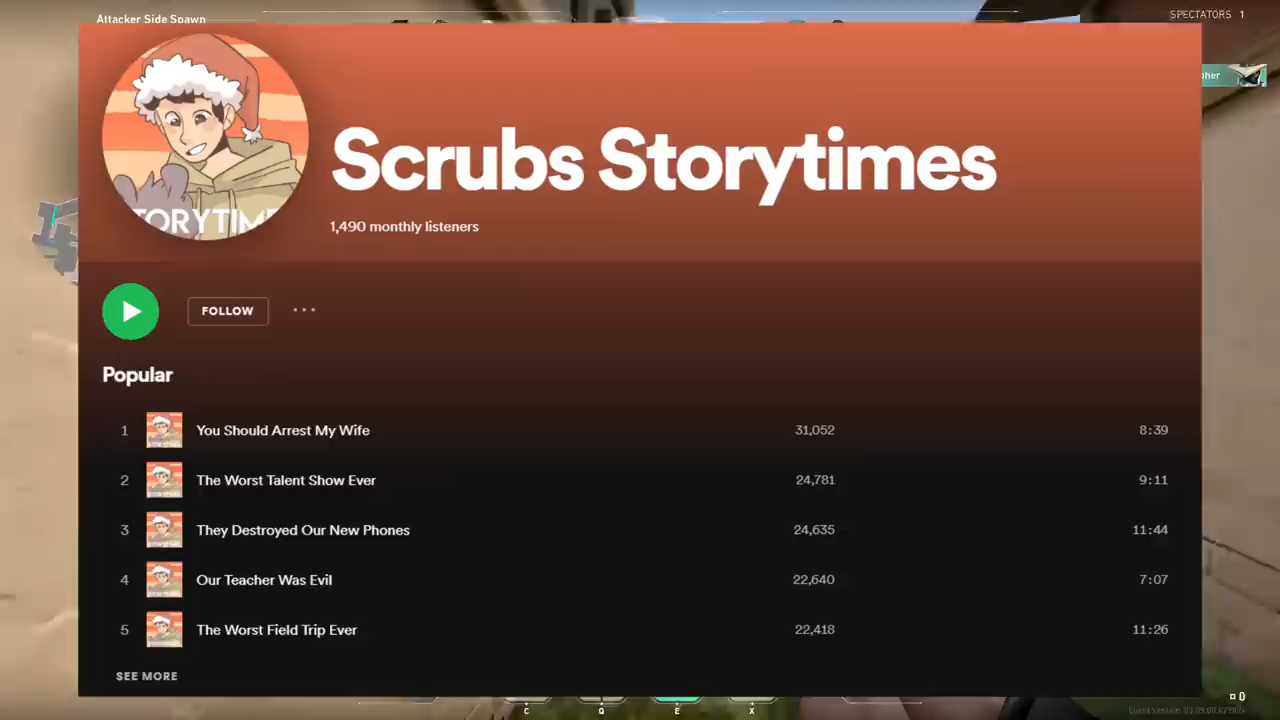 Attacker Side Spawn
SPECTATORS 1
pher
Scrubs Storytimes
1,490 monthly listeners
FOLLOW
Popular
1 You Should Arrest My Wife 31,052 8:39
2 The Worst Talent Show Ever 24,781 9:11
3 They Destroyed Our New Phones 24,635 11:44
4 Our Teacher Was Evil 22,640 7:07
5 The Worst Field Trip Ever 22,418 11:26
SEE MORE
0
C Q E X